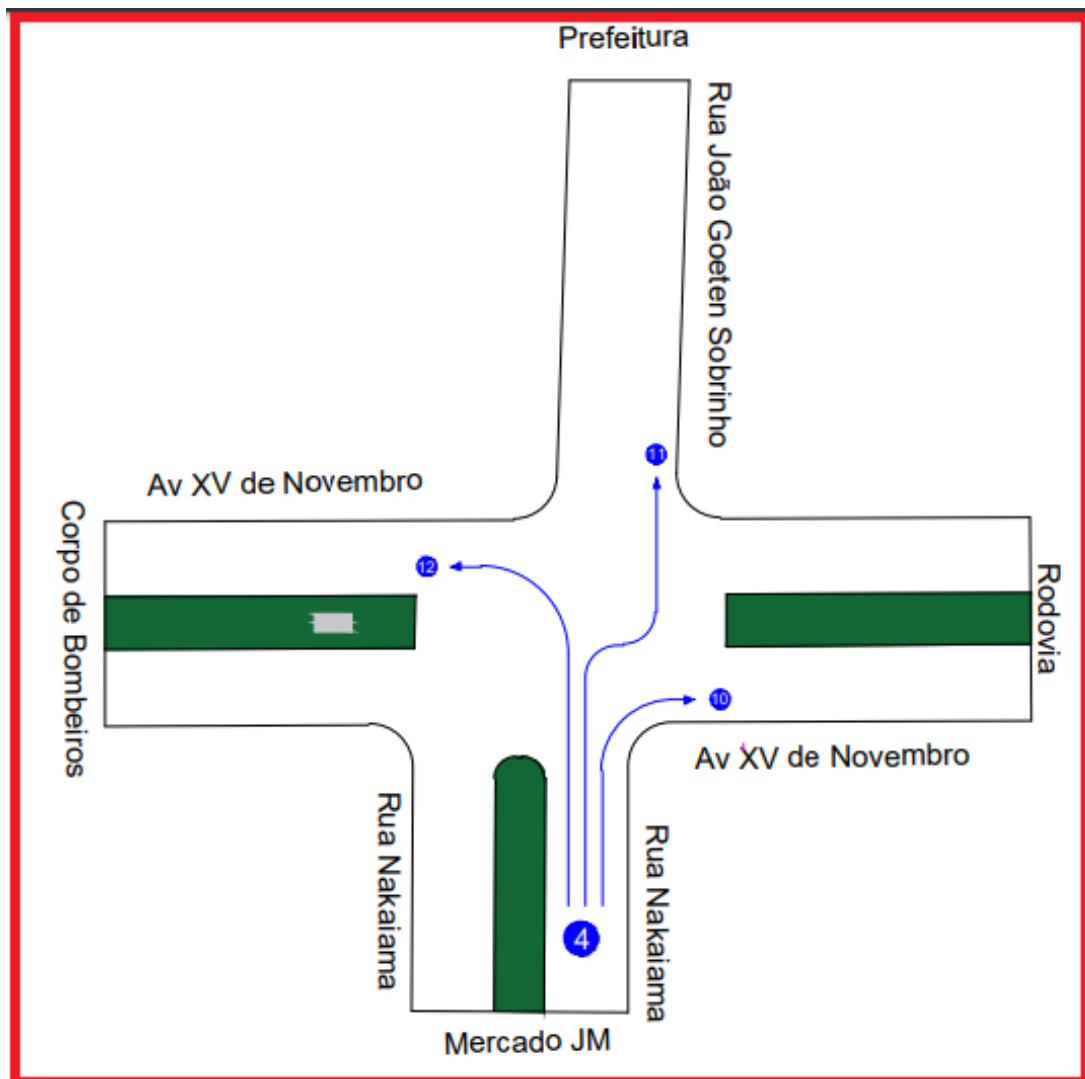 Prefeitura
Rua João Goeten Sobrinho
11
Av XV de Novembro
12
Corpo de Bombeiros
Rodovia
10
Av XV de Novembro
Rua Nakaiama
Rua Nakaiama
4
Mercado JM